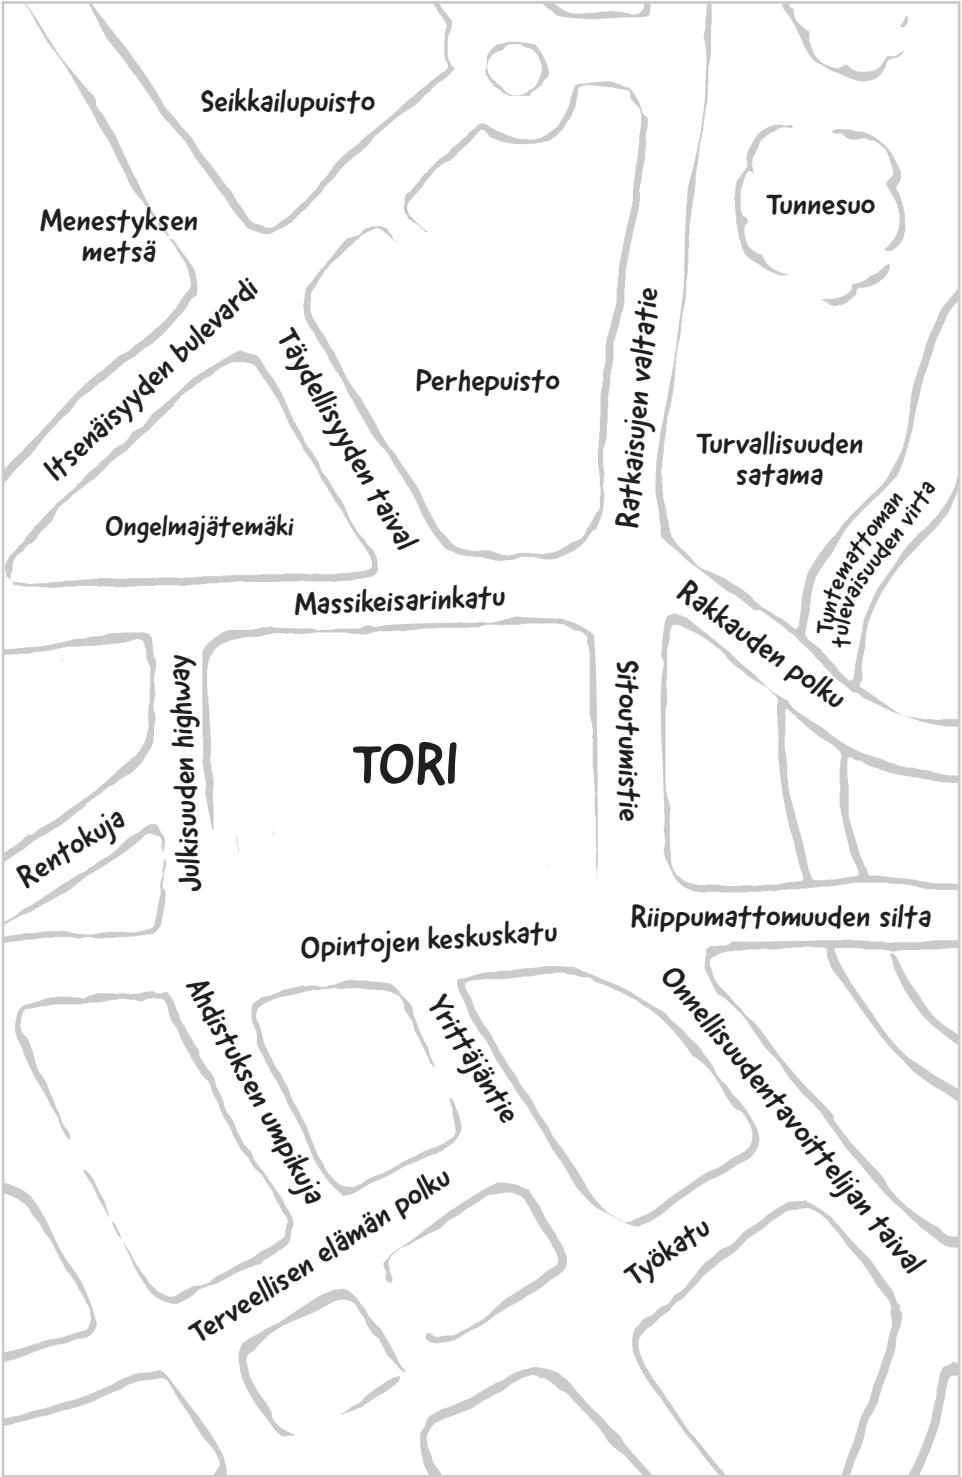 Seikkailupuisto
Menestyksen
metsä
Tunnesuo
Itsenäisyyden bulevardi
Täydellisyyden taival
Perhepuisto
Ratkaisujen valtatie
Turvallisuuden
satama
Ongelmajätemäki
Tuntemattoman
tulevaisuuden virta
Massikeisarinkatu
Rakkauden polku
Julkisuuden highway
TORI
Sitoutumistie
Rentokuja
Riippumattomuuden silta
Opintojen keskuskatu
Ahdistuksen umpikuja
Yrittäjäntie
Onnellisuudentavoittelijan taival
Terveellisen elämän polku
Työkatu